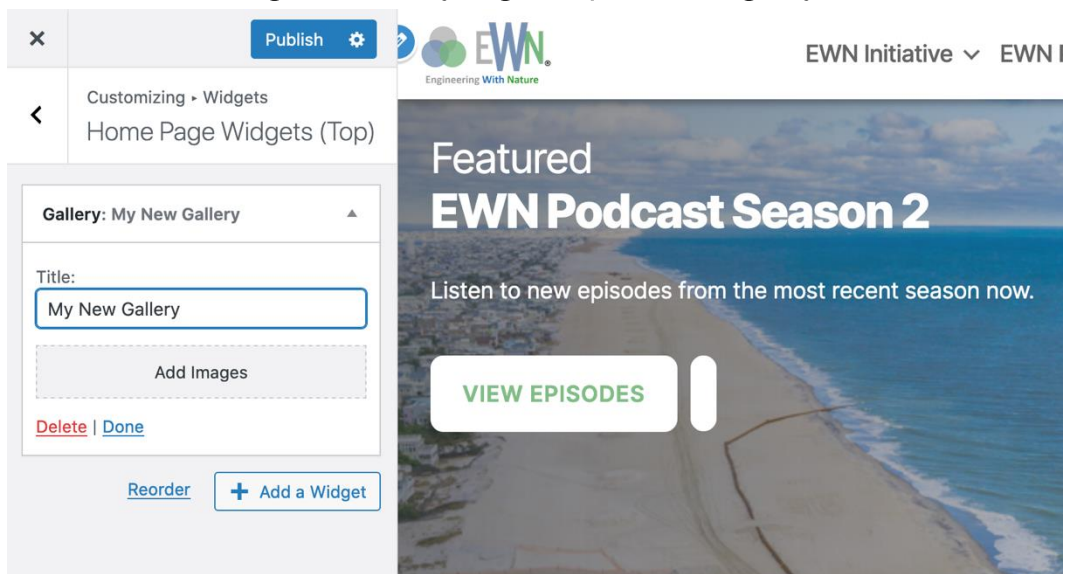 Publish
Customizing ▸ Widgets
Home Page Widgets (Top)
Gallery: My New Gallery
Title:
My New Gallery
Add Images
Delete | Done
Reorder
+ Add a Widget
EWN®
Engineering With Nature
EWN Initiative
EWN
Featured
EWN Podcast Season 2
Listen to new episodes from the most recent season now.
VIEW EPISODES